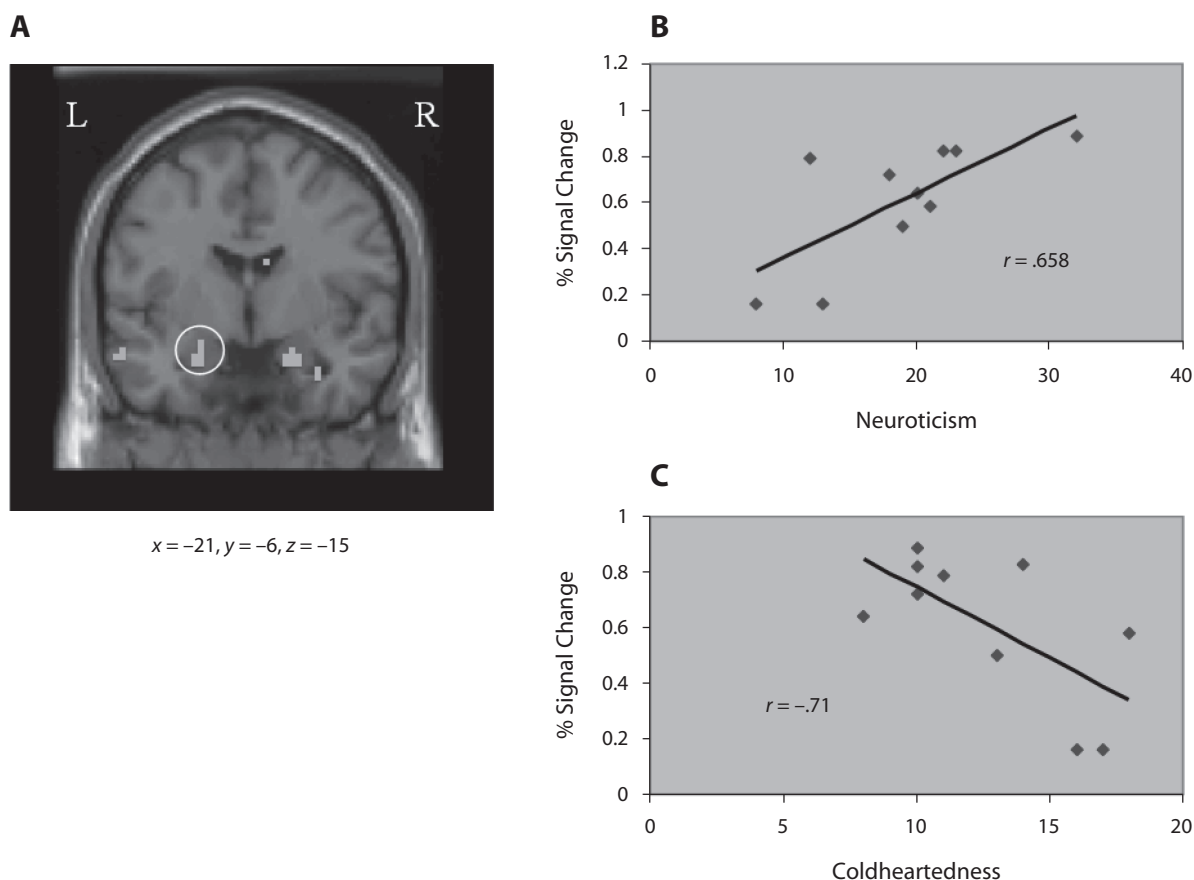 A
L
R
x = –21, y = –6, z = –15
B
% Signal Change
1.2
1
0.8
0.6
0.4
0.2
0
r = .658
0
10
20
30
40
Neuroticism
C
% Signal Change
1
0.8
0.6
0.4
0.2
0
r = –.71
0
5
10
15
20
Coldheartedness